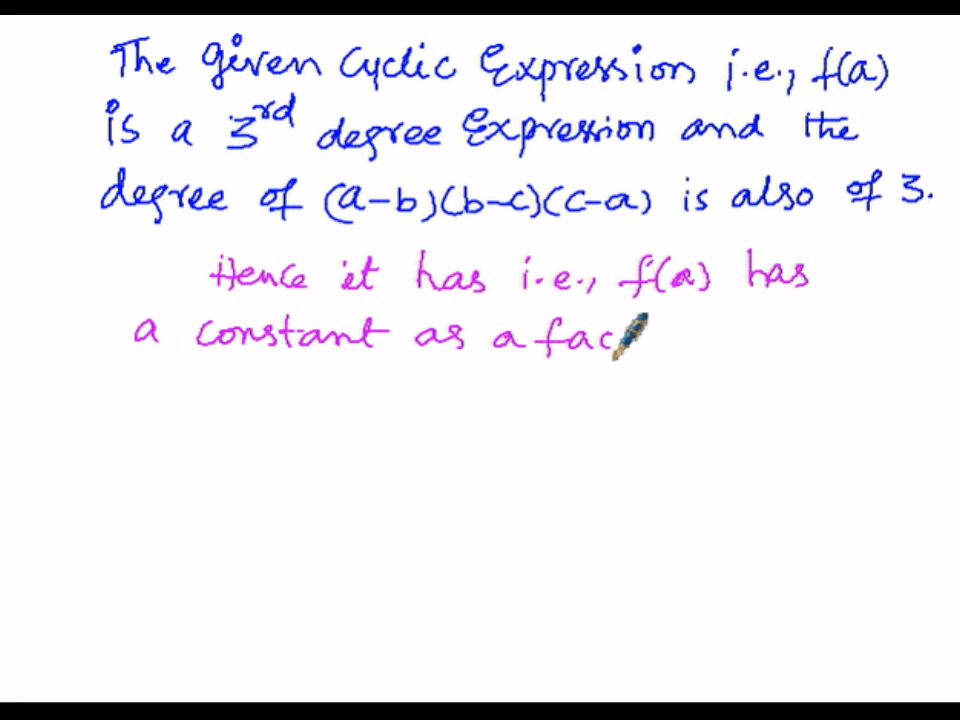 The given Cyclic Expression i.e., f(a)
is a 3rd degree Expression and the
degree of (a-b)(b-c)(c-a) is also of 3.
Hence it has i.e., f(a) has
a constant as a fac